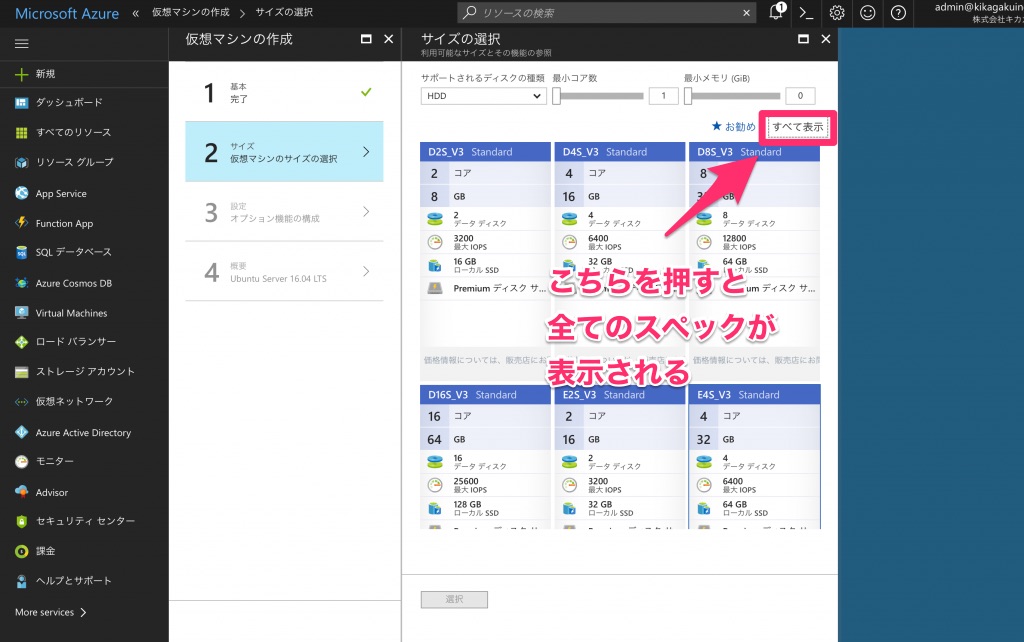 Microsoft Azure « 仮想マシンの作成 > サイズの選択
リソースの検索
1
admin@kikagakuin
株式会社キカ
仮想マシンの作成
サイズの選択
利用可能なサイズとその機能の参照
新規
ダッシュボード
すべてのリソース
リソース グループ
App Service
Function App
SQL データベース
Azure Cosmos DB
Virtual Machines
ロード バランサー
ストレージ アカウント
仮想ネットワーク
Azure Active Directory
モニター
Advisor
セキュリティ センター
課金
ヘルプとサポート
More services
1 基本
完了
2 サイズ
仮想マシンのサイズの選択
3 設定
オプション機能の構成
4 概要
Ubuntu Server 16.04 LTS
サポートされるディスクの種類 最小コア数 最小メモリ (GiB)
HDD 1 0
★ お勧め すべて表示
D2S_V3 Standard
2 コア
8 GB
2
データ ディスク
3200
最大 IOPS
16 GB
ローカル SSD
Premium ディスク サ...
価格情報については、販売店にお
D4S_V3 Standard
4 コア
16 GB
4
データ ディスク
6400
最大 IOPS
32 GB
D8S_V3 Standard
8
GB
8
データ ディスク
12800
最大 IOPS
64 GB
ローカル SSD
Premium ディスク サ...
価格情報については、販売店にお
こちらを押すと
全てのスペックが
表示される
D16S_V3 Standard
16 コア
64 GB
16
データ ディスク
25600
最大 IOPS
128 GB
ローカル SSD
E2S_V3 Standard
2 コア
16 GB
2
データ ディスク
3200
最大 IOPS
32 GB
ローカル SSD
E4S_V3 Standard
4 コア
32 GB
4
データ ディスク
6400
最大 IOPS
64 GB
ローカル SSD
選択